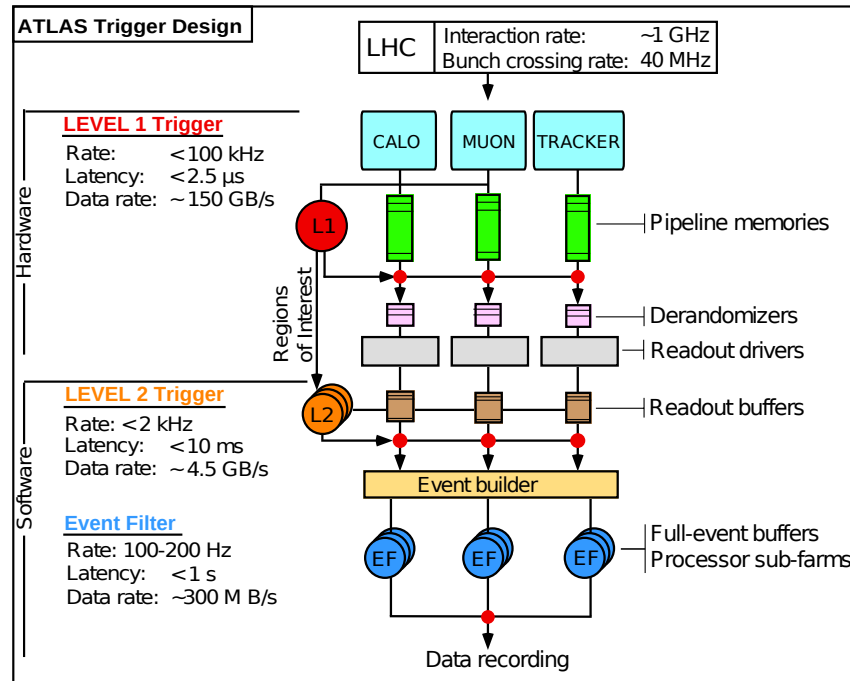 ATLAS Trigger Design
LHC
Interaction rate: ~1 GHz
Bunch crossing rate: 40 MHz
Hardware
LEVEL 1 Trigger
Rate: <100 kHz
Latency: <2.5 μs
Data rate: ~150 GB/s
CALO
MUON
TRACKER
L1
Pipeline memories
Regions
of Interest
Derandomizers
Readout drivers
Software
LEVEL 2 Trigger
Rate: <2 kHz
Latency: <10 ms
Data rate: ~4.5 GB/s
L2
Readout buffers
Event builder
Event Filter
Rate: 100-200 Hz
Latency: <1 s
Data rate: ~300 M B/s
EF
EF
EF
Full-event buffers
Processor sub-farms
Data recording